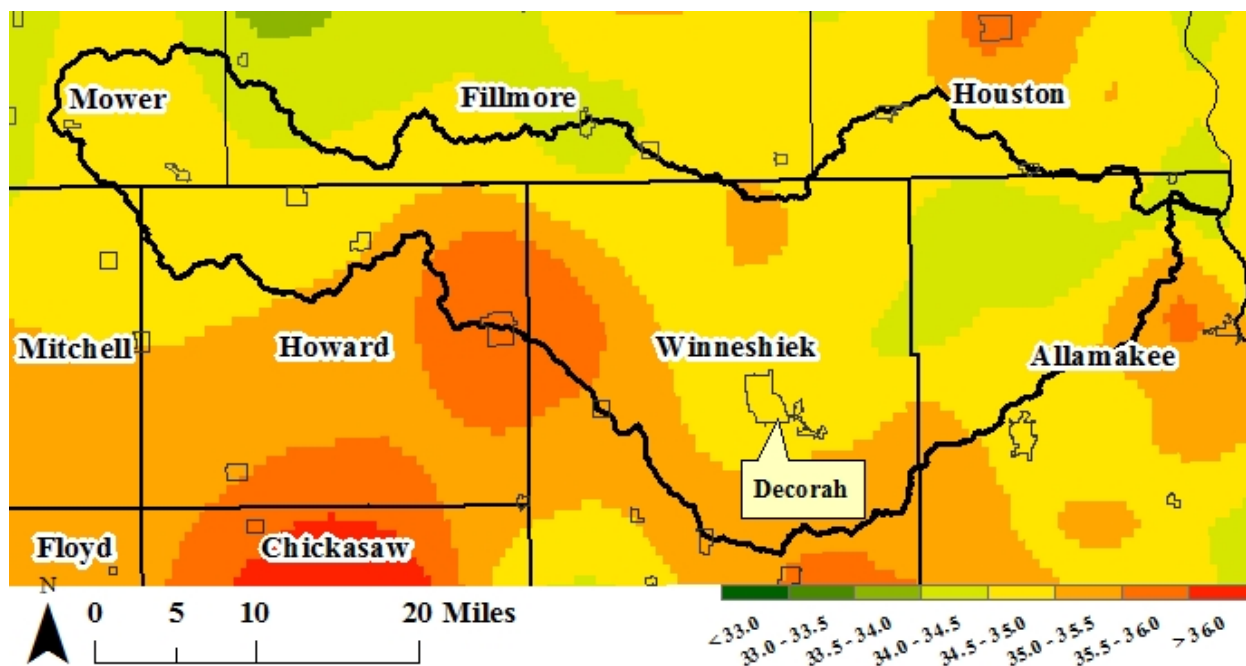 Mower
Fillmore
Houston
Mitchell
Howard
Winneshiek
Allamakee
Decorah
Floyd
Chickasaw
N
0 5 10 20 Miles
<33.0
33.0 - 33.5
33.5 - 34.0
34.0 - 34.5
34.5 - 35.0
35.0 - 35.5
35.5 - 36.0
> 36.0